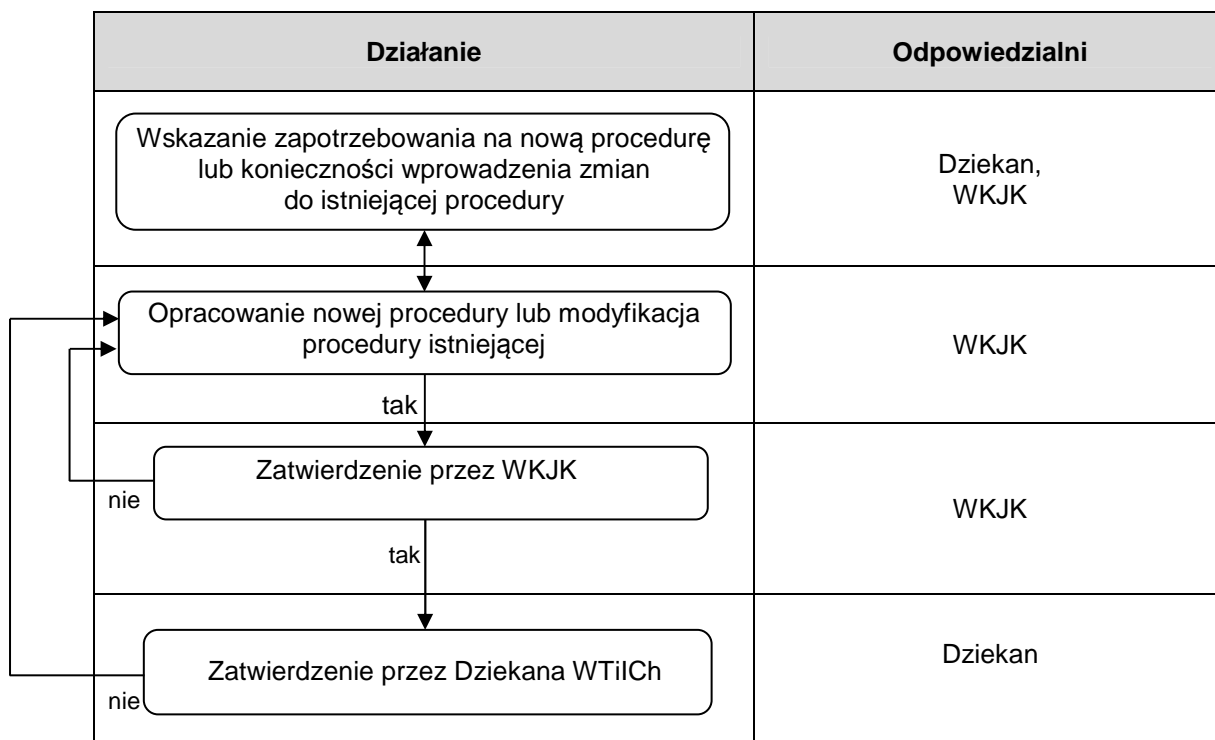 Działanie
Odpowiedzialni
Wskazanie zapotrzebowania na nową procedurę
lub konieczności wprowadzenia zmian
do istniejącej procedury
Dziekan,
WKJK
Opracowanie nowej procedury lub modyfikacja
procedury istniejącej
WKJK
tak
Zatwierdzenie przez WKJK
nie
WKJK
tak
Zatwierdzenie przez Dziekana WTiICh
nie
Dziekan